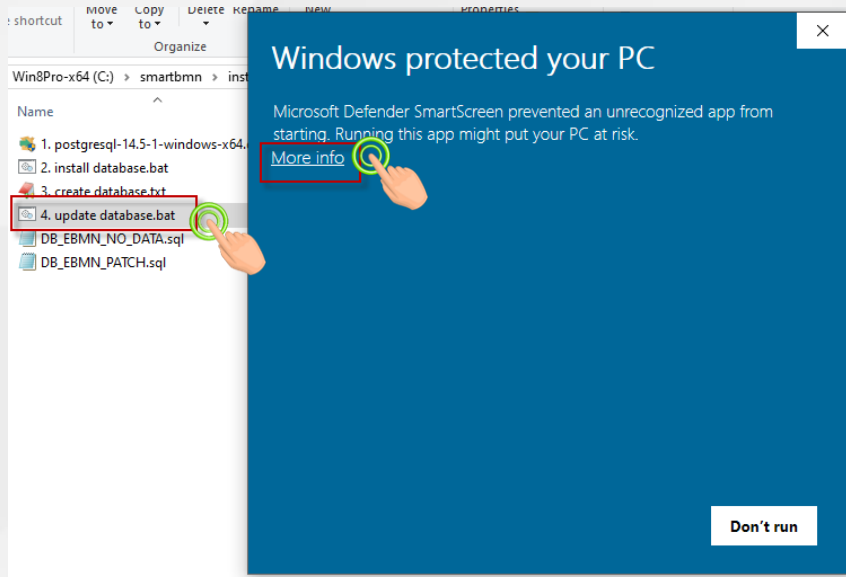 Move
Copy
Delete
Rename
New
Properties
shortcut
to
to
Organize
Win8Pro-x64 (C:) > smartbmn > inst
Name
1. postgresql-14.5-1-windows-x64.
2. install database.bat
3. create database.txt
4. update database.bat
DB_EBMN_NO_DATA.sql
DB_EBMN_PATCH.sql
Windows protected your PC
Microsoft Defender SmartScreen prevented an unrecognized app from
starting. Running this app might put your PC at risk.
More info
Don't run